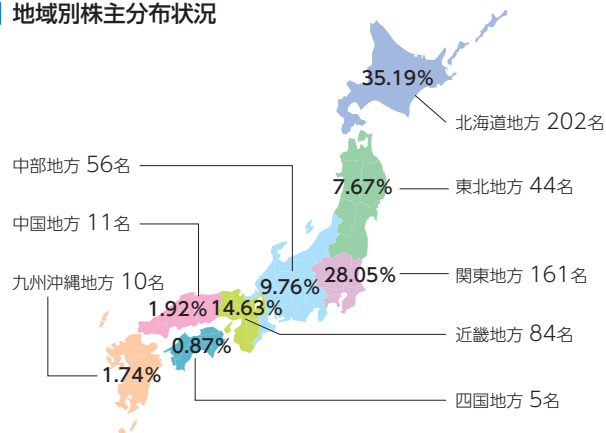 地域別株主分布状況
35.19%
北海道地方 202名
中部地方 56名
7.67%
東北地方 44名
中国地方 11名
九州沖縄地方 10名
9.76%
28.05%
関東地方 161名
1.92%
14.63%
近畿地方 84名
0.87%
1.74%
四国地方 5名